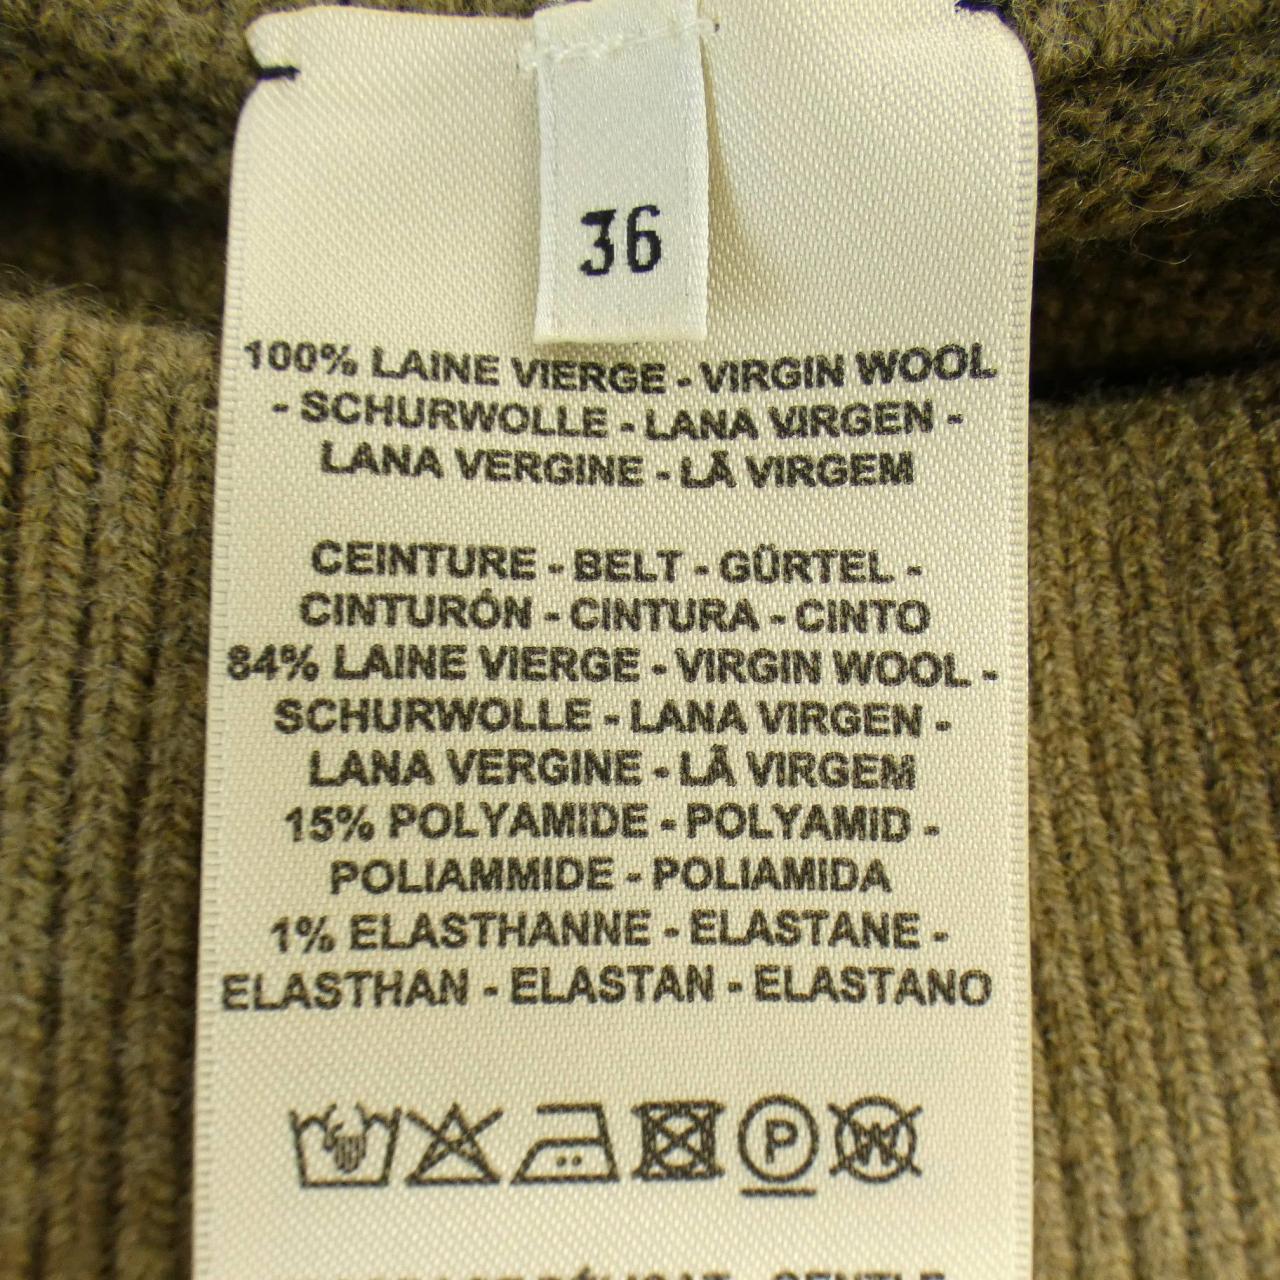 36
100% LAINE VIERGE - VIRGIN WOOL
- SCHURWOLLE - LANA VIRGEN -
LANA VERGINE - LÃ VIRGEM
CEINTURE - BELT - GÜRTEL -
CINTURÓN - CINTURA - CINTO
84% LAINE VIERGE - VIRGIN WOOL -
SCHURWOLLE - LANA VIRGEN -
LANA VERGINE - LÃ VIRGEM
15% POLYAMIDE - POLYAMID -
POLIAMMIDE - POLIAMIDA
1% ELASTHANNE - ELASTANE -
ELASTHAN - ELASTAN - ELASTANO
P W